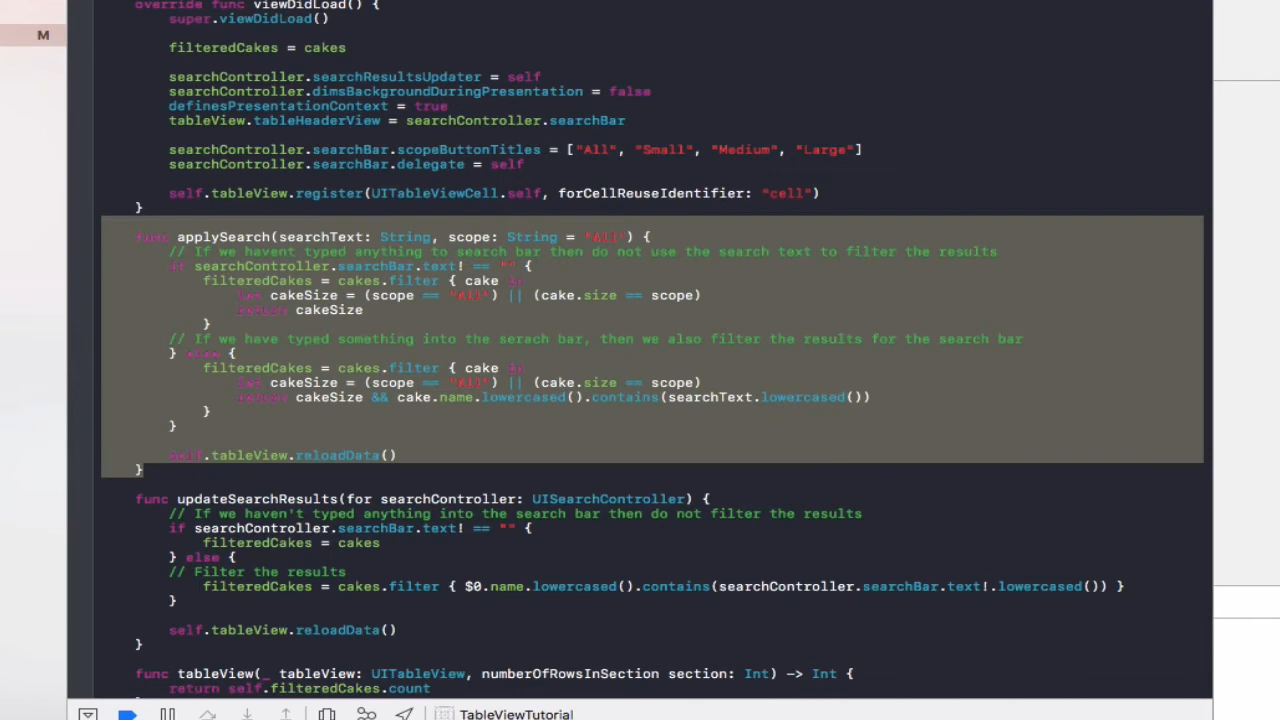 override func viewDidLoad() {
super.viewDidLoad()
M
filteredCakes = cakes
searchController.searchResultsUpdater = self
searchController.dimsBackgroundDuringPresentation = false
definesPresentationContext = true
tableView.tableHeaderView = searchController.searchBar
searchController.searchBar.scopeButtonTitles = ["All", "Small", "Medium", "Large"]
searchController.searchBar.delegate = self
self.tableView.register(UITableViewCell.self, forCellReuseIdentifier: "cell")
}
func applySearch(searchText: String, scope: String = "All") {
// If we havent typed anything to search bar then do not use the search text to filter the results
if searchController.searchBar.text! == "" {
filteredCakes = cakes.filter { cake in
let cakeSize = (scope == "All") || (cake.size == scope)
return cakeSize
}
// If we have typed something into the serach bar, then we also filter the results for the search bar
} else {
filteredCakes = cakes.filter { cake in
let cakeSize = (scope == "All") || (cake.size == scope)
return cakeSize && cake.name.lowercased().contains(searchText.lowercased())
}
}
self.tableView.reloadData()
}
func updateSearchResults(for searchController: UISearchController) {
// If we haven't typed anything into the search bar then do not filter the results
if searchController.searchBar.text! == "" {
filteredCakes = cakes
} else {
// Filter the results
filteredCakes = cakes.filter { $0.name.lowercased().contains(searchController.searchBar.text!.lowercased()) }
}
self.tableView.reloadData()
}
func tableView(_ tableView: UITableView, numberOfRowsInSection section: Int) -> Int {
return self.filteredCakes.count
TableViewTutorial